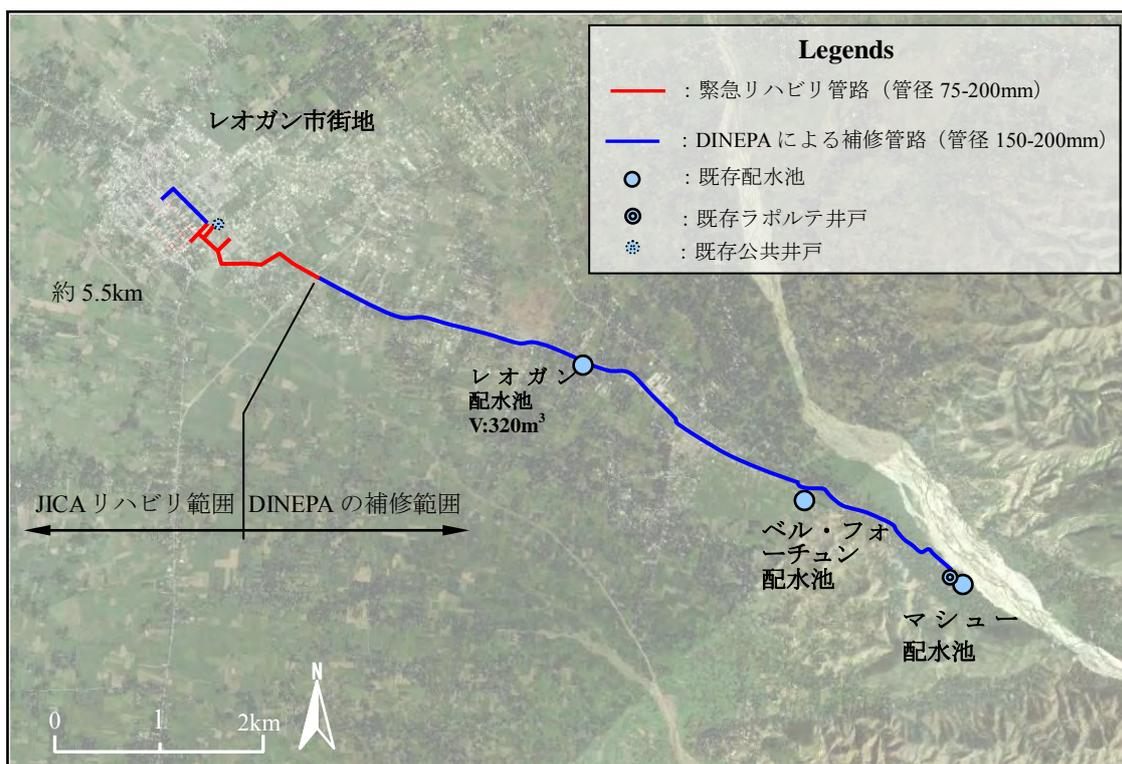 Legends
：緊急リハビリ管路（管径 75-200mm）
：DINEPA による補修管路（管径 150-200mm）
：既存配水池
：既存ラポルテ井戸
：既存公共井戸
レオガン市街地
約 5.5km
レオガン
配水池
V:320m³
JICA リハビリ範囲
DINEPA の補修範囲
ベル・フォ
ーチュン
配水池
マシュー
配水池
N
0 1 2km